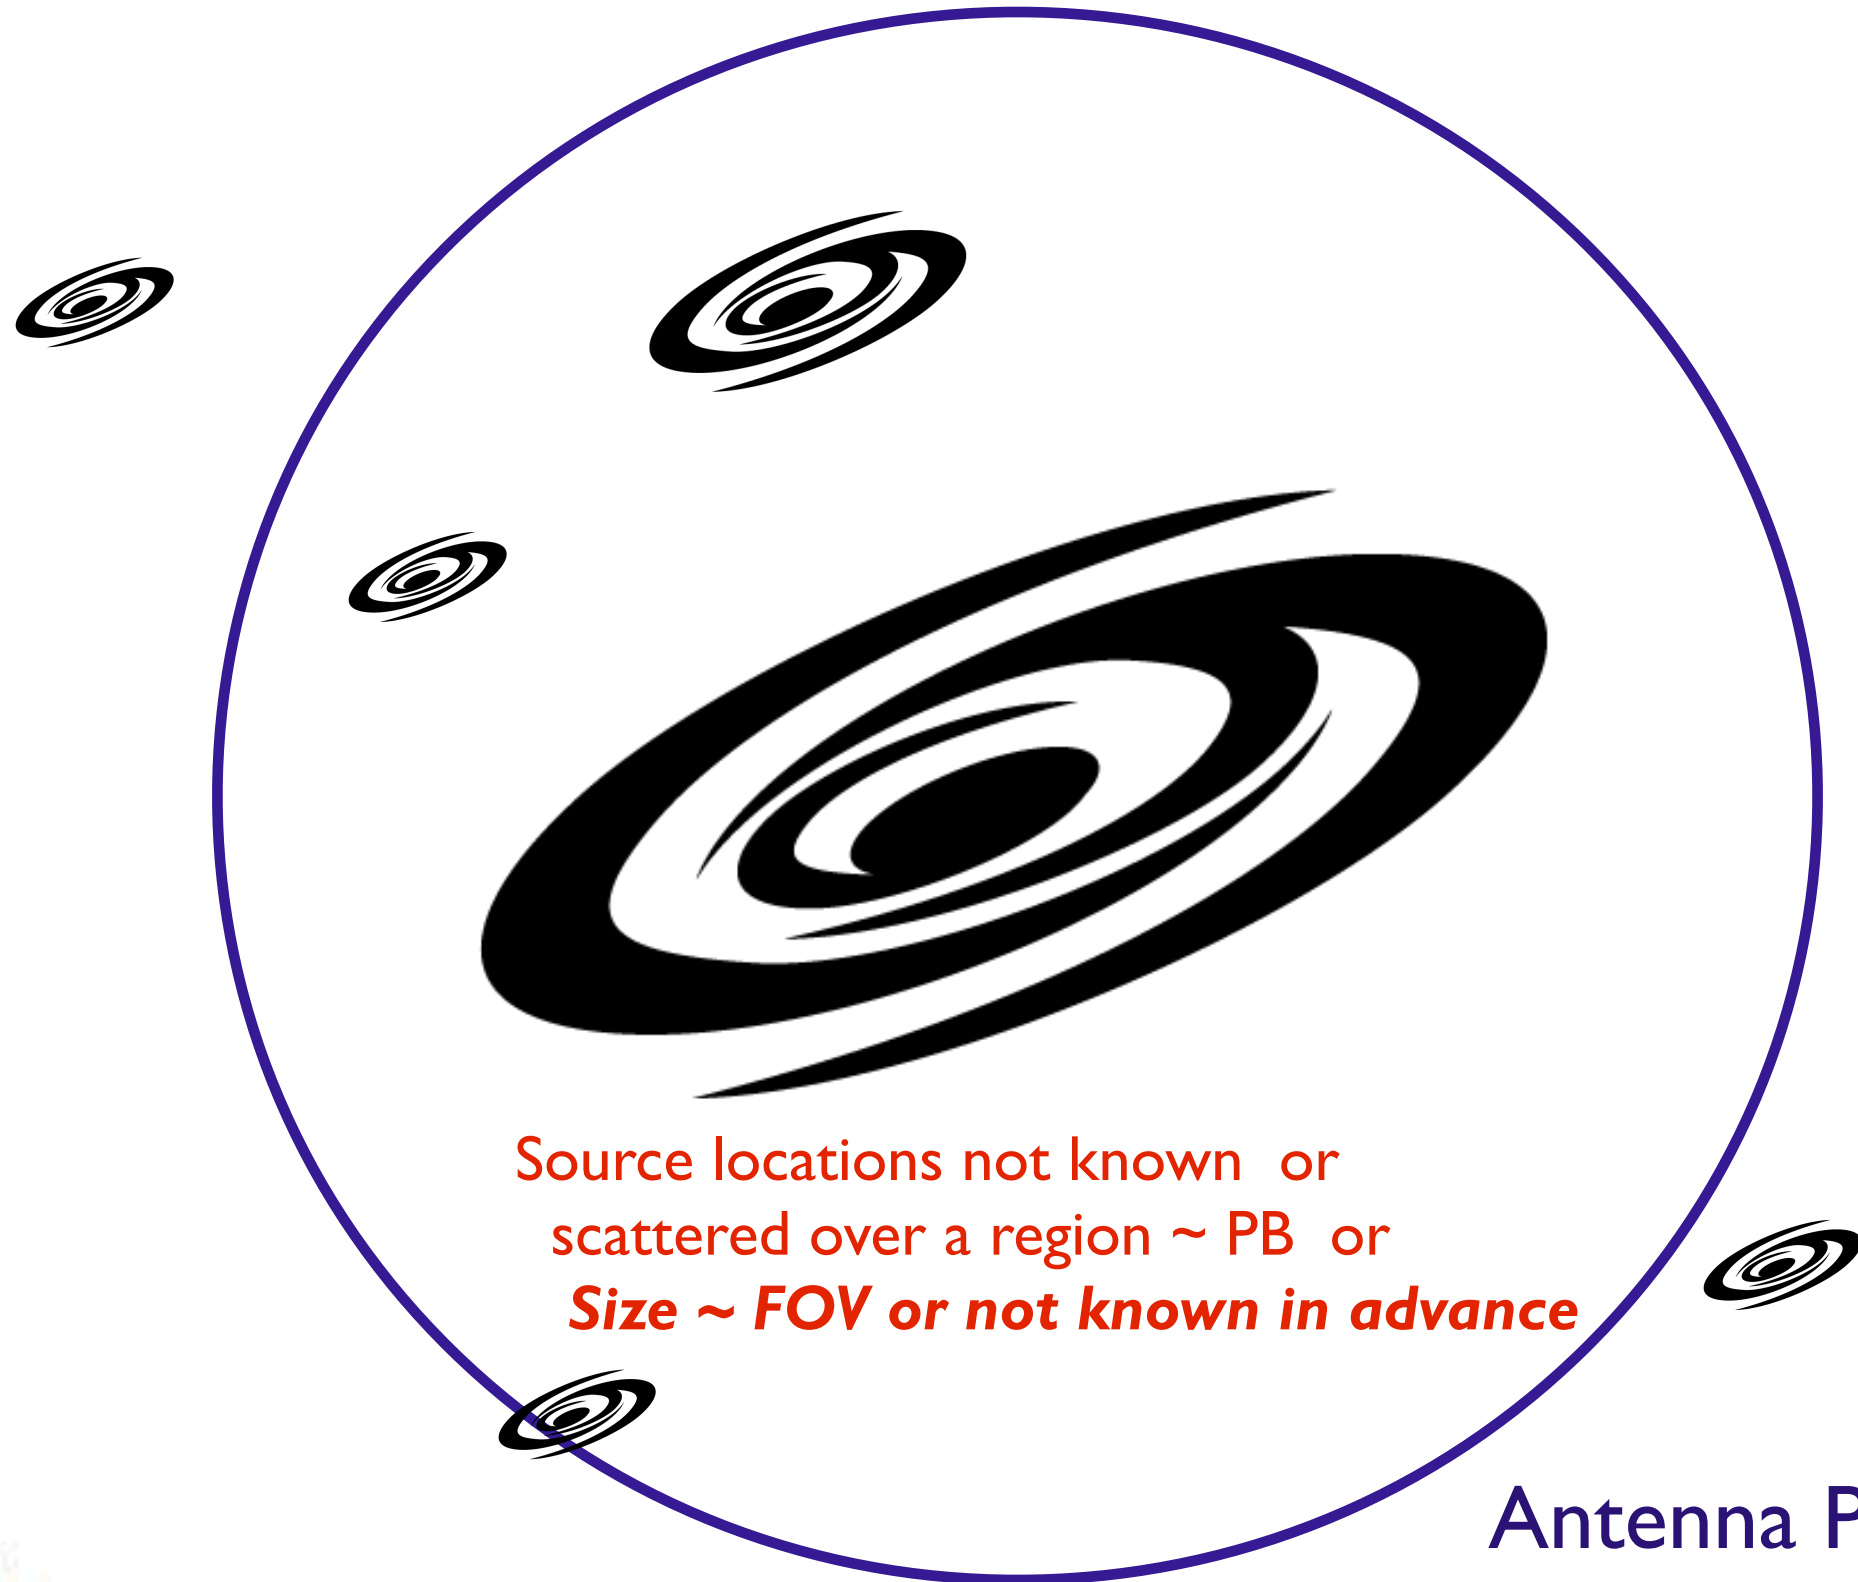 Source locations not known or
scattered over a region ~ PB or
Size ~ FOV or not known in advance
Antenna P